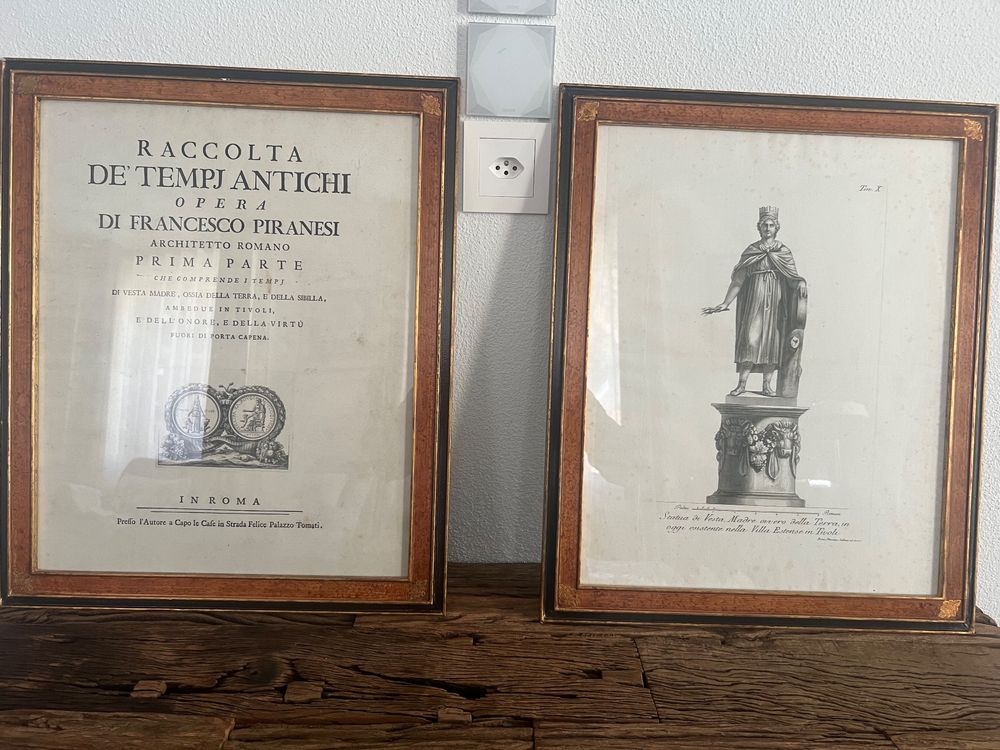 RACCOLTA
DE' TEMPJ ANTICHI
OPERA
DI FRANCESCO PIRANESI
ARCHITETTO ROMANO
PRIMA PARTE
CHE COMPRENDE I TEMPJ
DI VESTA MADRE, OSSIA DELLA TERRA, E DELLA SIBILLA,
AMBEDUE IN TIVOLI,
E DELL'ONORE, E DELLA VIRTÙ
FUORI DI PORTA CAPENA.
IN ROMA
Presso l'Autore a Capo le Case in Strada Felice Palazzo Tomati.
Tav. X
Palmi Romani
Statua di Vesta Madre ovvero della Terra, in
oggi esistente nella Villa Estense in Tivoli